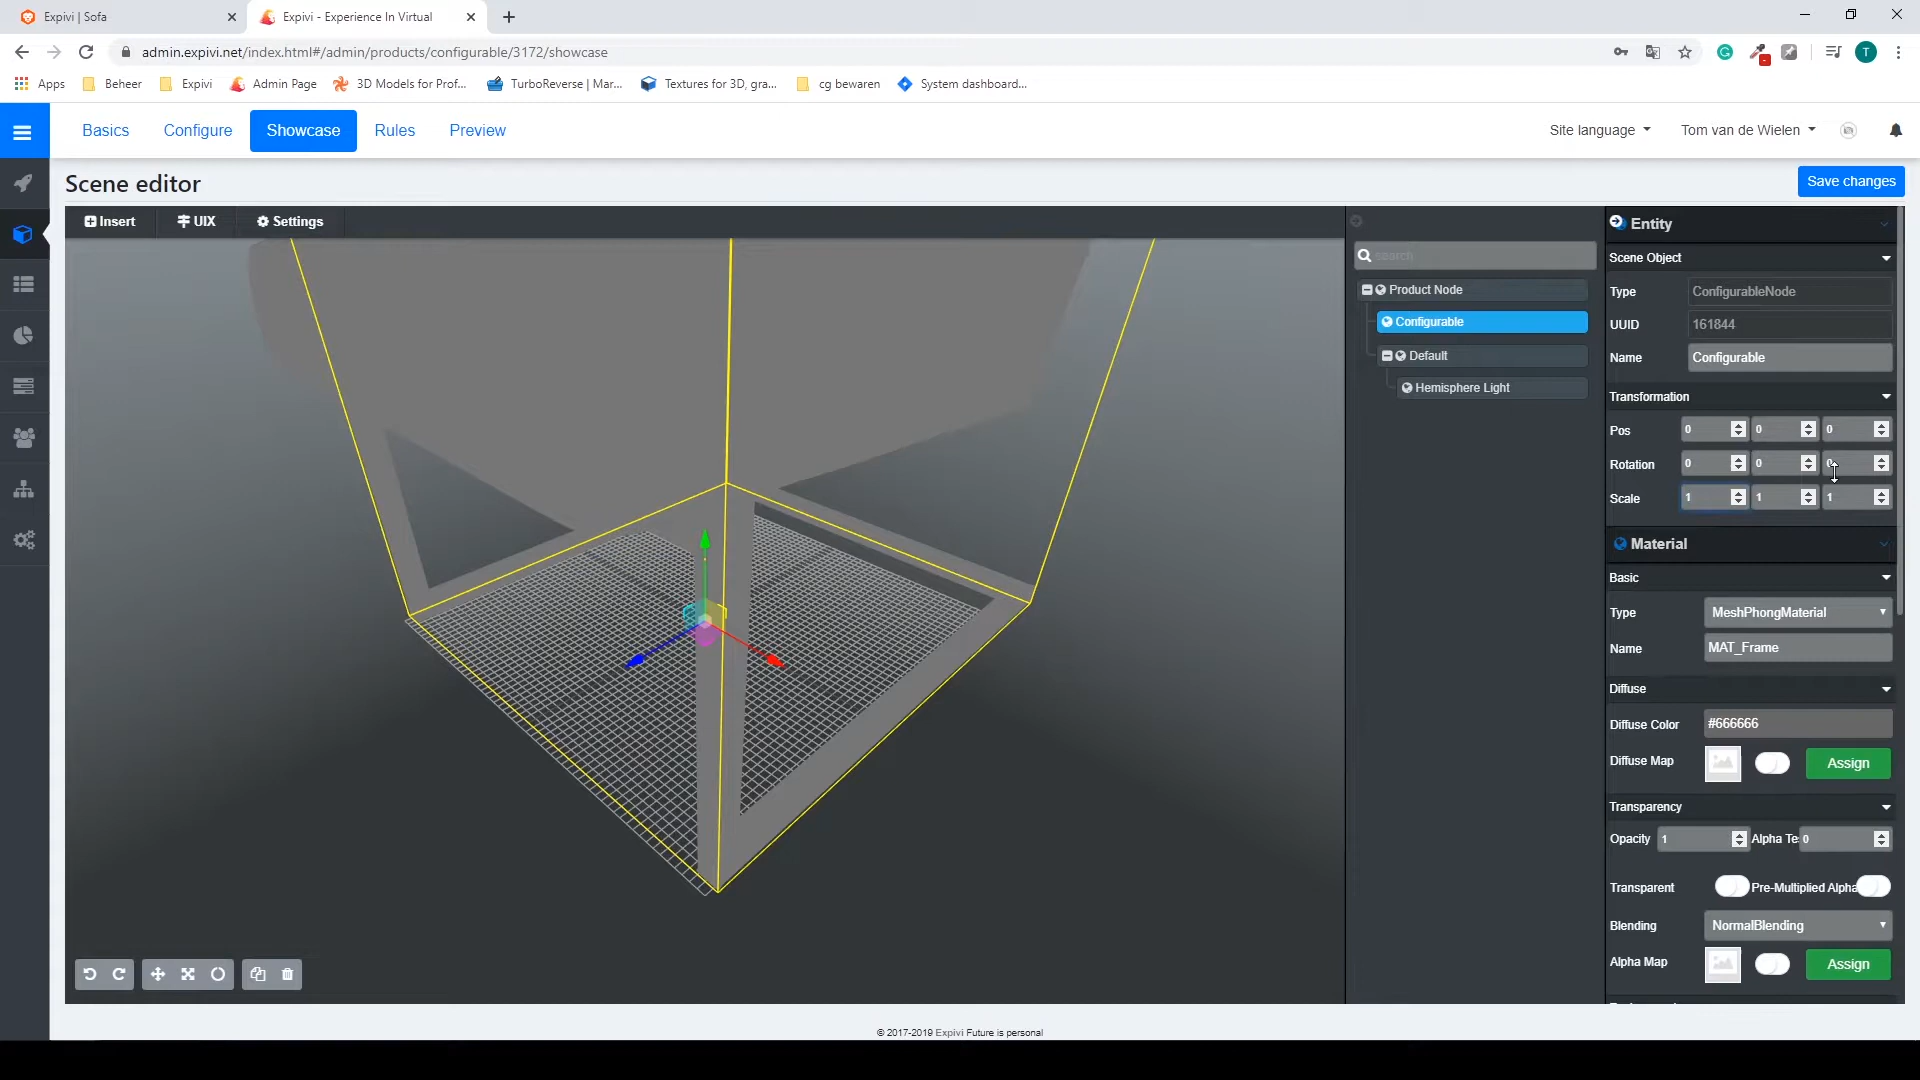 Expivi | Sofa
Expivi - Experience In Virtual
admin.expivi.net/index.html#/admin/products/configurable/3172/showcase
T
Apps
Beheer
Expivi
Admin Page
3D Models for Prof...
TurboReverse | Mar...
Textures for 3D, gra...
cg bewaren
System dashboard...
Basics
Configure
Showcase
Rules
Preview
Site language
Tom van de Wielen
Scene editor
Save changes
Insert
UIX
Settings
search
Product Node
Configurable
Default
Hemisphere Light
Entity
Scene Object
Type ConfigurableNode
UUID 161844
Name Configurable
Transformation
Pos 0 0 0
Rotation 0 0 0
Scale 1 1 1
Material
Basic
Type MeshPhongMaterial
Name MAT_Frame
Diffuse
Diffuse Color #666666
Diffuse Map Assign
Transparency
Opacity 1 Alpha Te 0
Transparent Pre-Multiplied Alpha
Blending NormalBlending
Alpha Map Assign
© 2017-2019 Expivi Future is personal